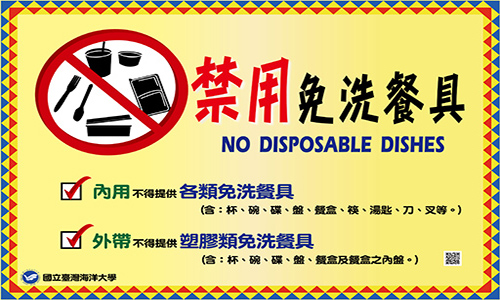 禁用免洗餐具
NO DISPOSABLE DISHES
內用不得提供各類免洗餐具
(含：杯、碗、碟、盤、餐盒、筷、湯匙、刀、叉等。)
外帶不得提供塑膠類免洗餐具
(含：杯、碗、碟、盤、餐盒及餐盒之內盤。)
國立臺灣海洋大學